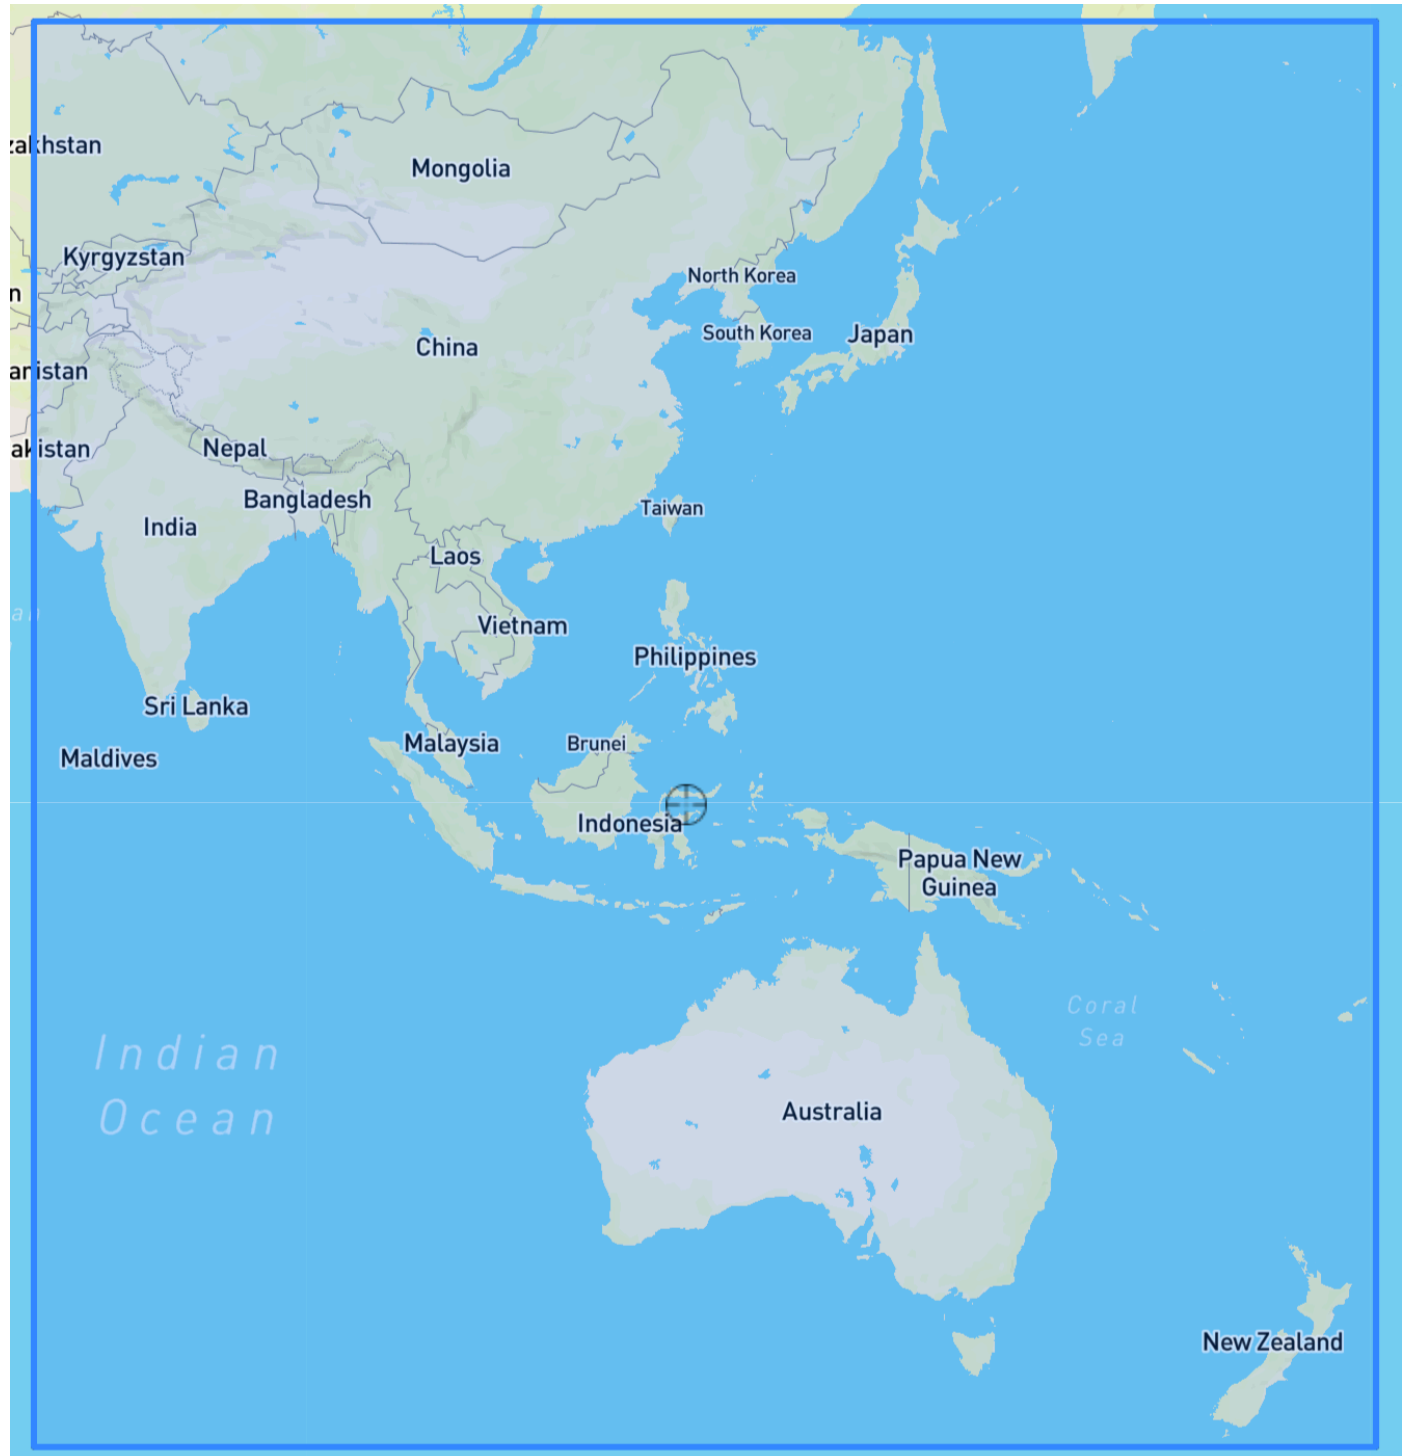 zakhstan
Mongolia
Kyrgyzstan
North Korea
n
South Korea
Japan
China
anistan
Nepal
akistan
Bangladesh
Taiwan
India
Laos
an
Vietnam
Philippines
Sri Lanka
Malaysia
Brunei
Maldives
Indonesia
Papua New
Guinea
Coral
Sea
Indian
Ocean
Australia
New Zealand